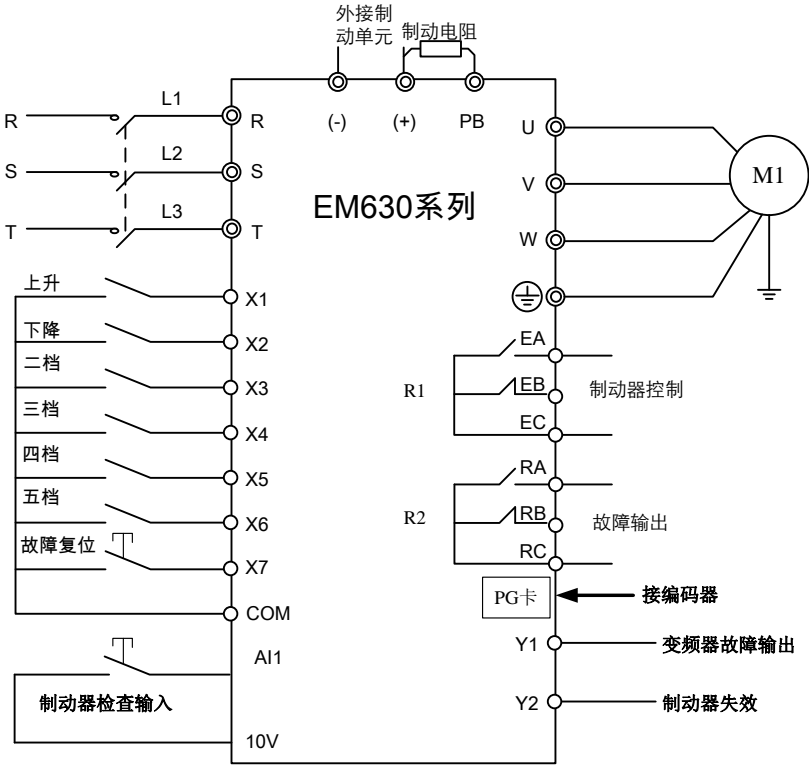 外接制
动单元
制动电阻
(-)
(+)
PB
R
L1
R
S
L2
S
T
L3
T
EM630系列
U
V
W
M1
上升
X1
下降
X2
二档
X3
三档
X4
四档
X5
五档
X6
故障复位
X7
COM
AI1
制动器检查输入
10V
R1
EA
EB
EC
制动器控制
R2
RA
RB
RC
故障输出
PG卡
接编码器
Y1
变频器故障输出
Y2
制动器失效